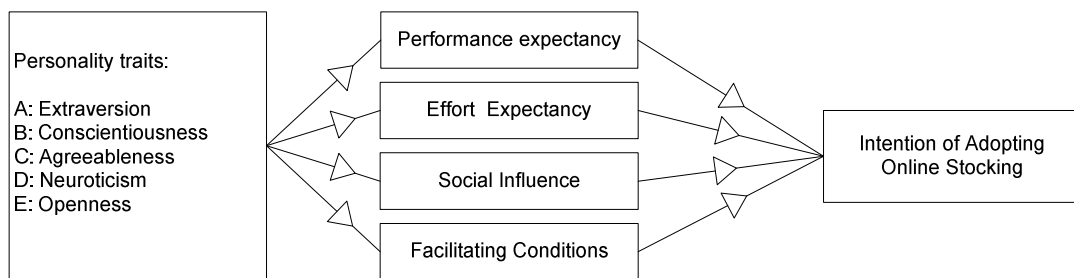 Personality traits:
A: Extraversion
B: Conscientiousness
C: Agreeableness
D: Neuroticism
E: Openness
Performance expectancy
Effort Expectancy
Social Influence
Facilitating Conditions
Intention of Adopting
Online Stocking